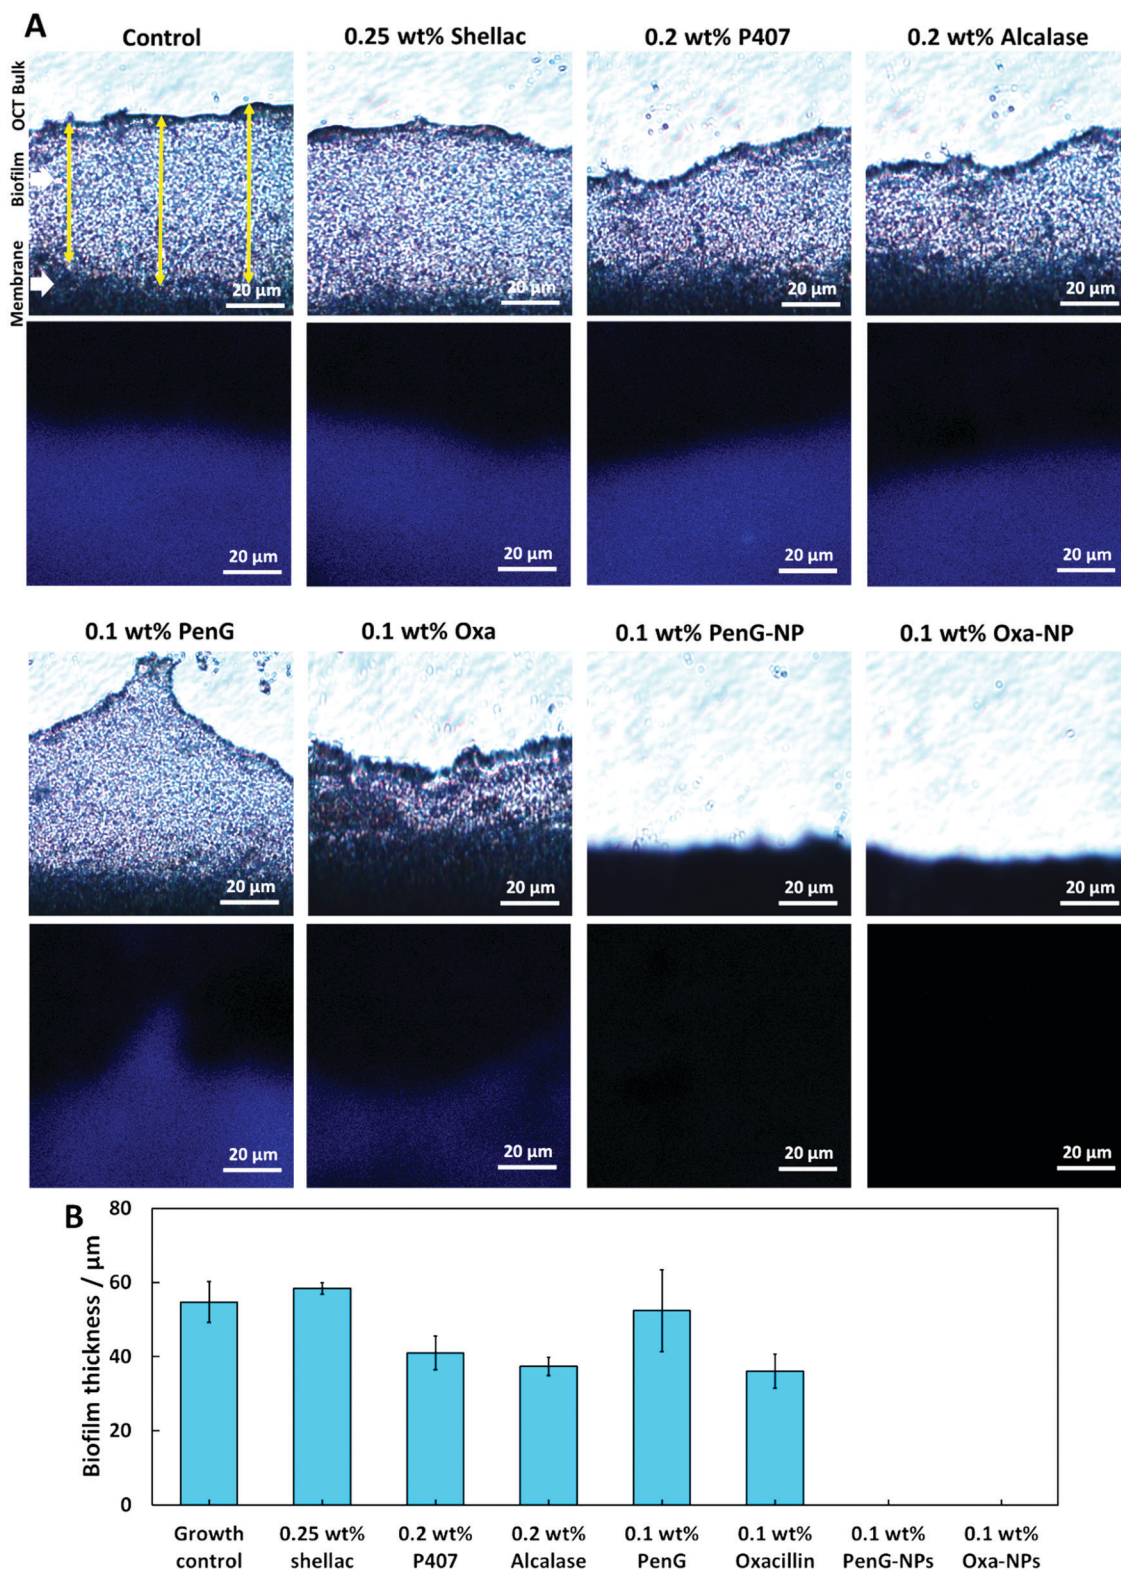 A
Control
0.25 wt% Shellac
0.2 wt% P407
0.2 wt% Alcalase
OCT Bulk
Biofilm
Membrane
20 µm
20 µm
20 µm
20 µm
20 µm
20 µm
20 µm
20 µm
0.1 wt% PenG
0.1 wt% Oxa
0.1 wt% PenG-NP
0.1 wt% Oxa-NP
20 µm
20 µm
20 µm
20 µm
20 µm
20 µm
20 µm
20 µm
B
Biofilm thickness / µm
80
60
40
20
0
Growth
control
0.25 wt%
shellac
0.2 wt%
P407
0.2 wt%
Alcalase
0.1 wt%
PenG
0.1 wt%
Oxacillin
0.1 wt%
PenG-NPs
0.1 wt%
Oxa-NPs